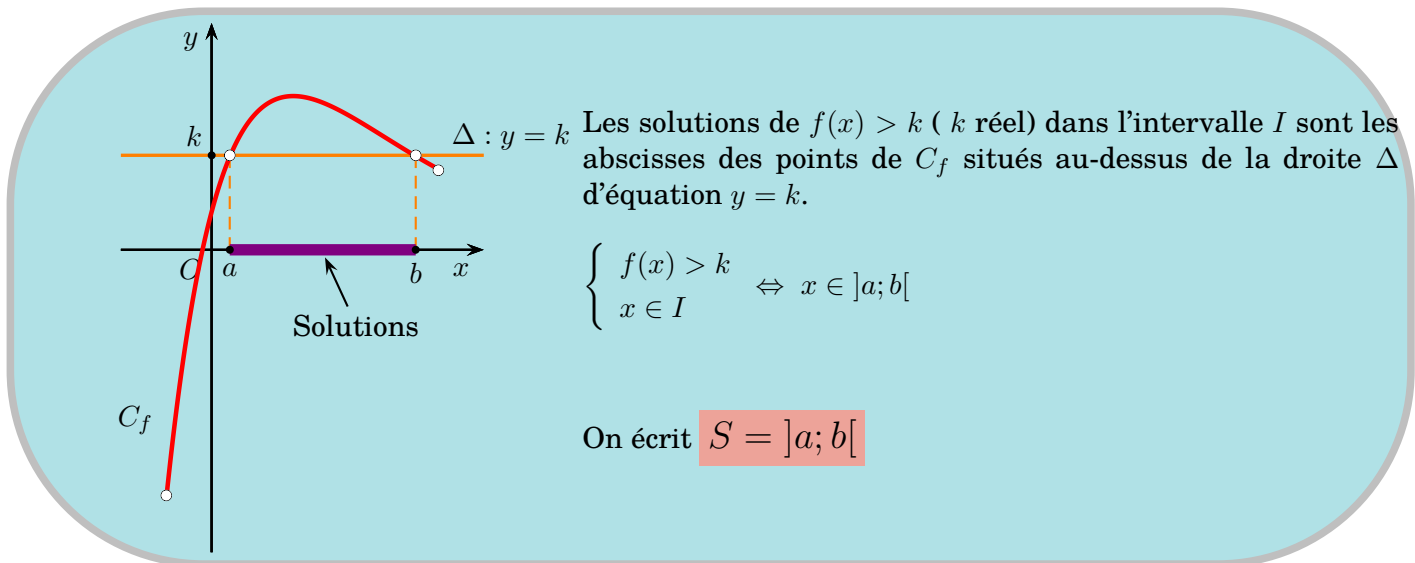 y
k
Δ : y = k
O
a
b
x
Solutions
C_f
Les solutions de f(x) > k ( k réel) dans l'intervalle I sont les
abscisses des points de C_f situés au-dessus de la droite Δ
d'équation y = k.
{ f(x) > k
x ∈ I ⇔ x ∈ ]a; b[
On écrit S = ]a; b[